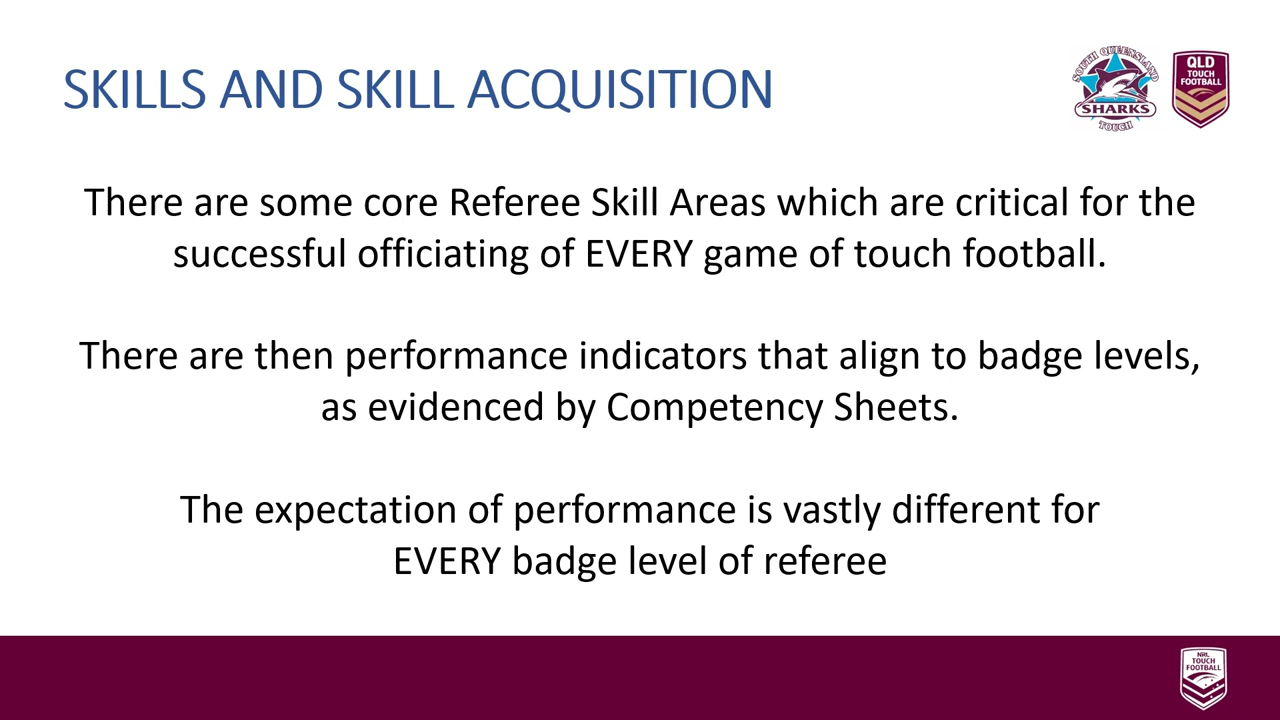 SKILLS AND SKILL ACQUISITION
SOUTH QUEENSLAND
SHARKS
TOUCH
QLD
TOUCH
FOOTBALL
There are some core Referee Skill Areas which are critical for the
successful officiating of EVERY game of touch football.
There are then performance indicators that align to badge levels,
as evidenced by Competency Sheets.
The expectation of performance is vastly different for
EVERY badge level of referee
NRL
TOUCH
FOOTBALL